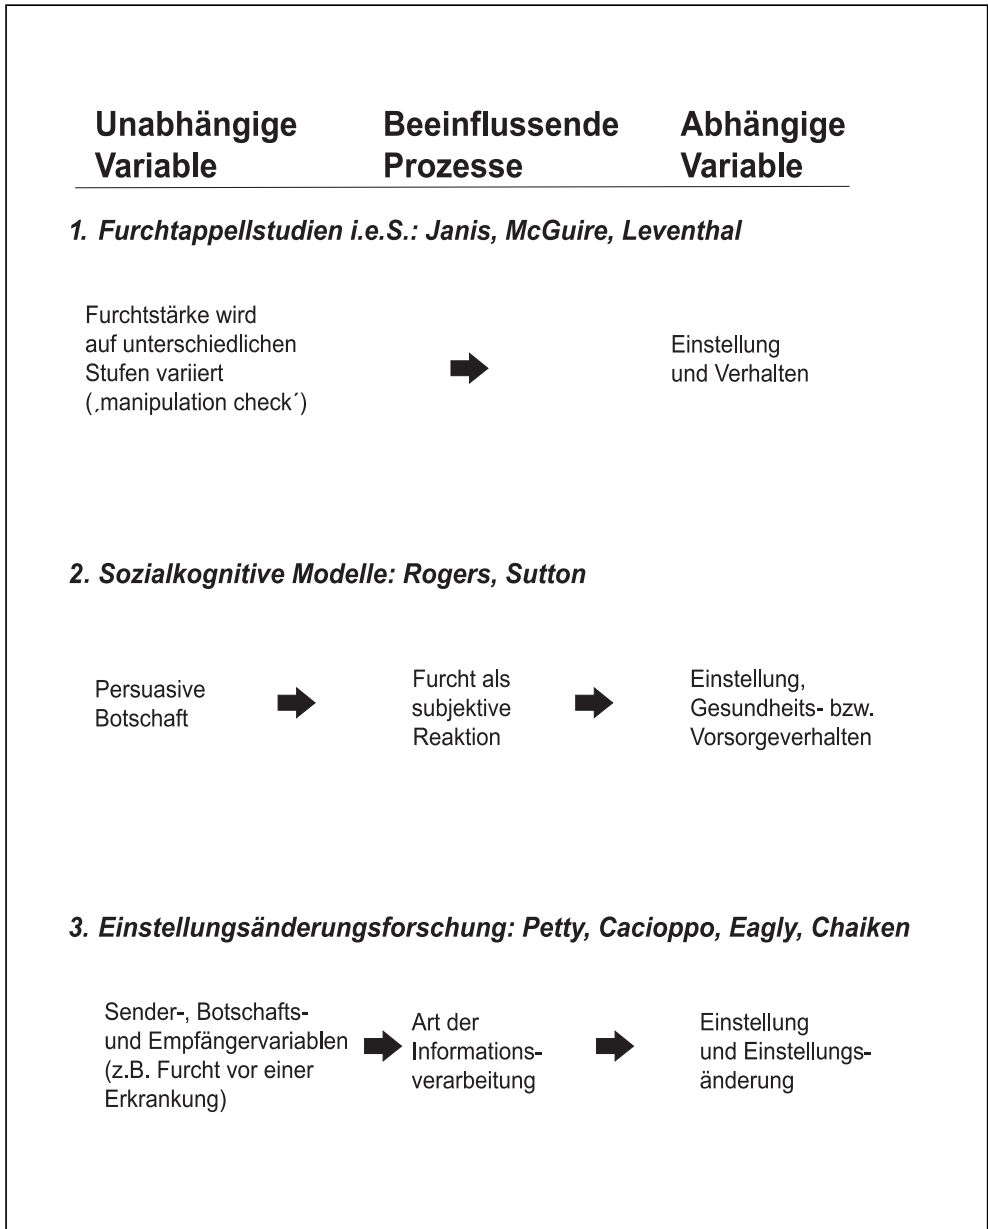 Unabhängige
Variable
Beeinflussende
Prozesse
Abhängige
Variable
1. Furchtappellstudien i.e.S.: Janis, McGuire, Leventhal
Furchtstärke wird
auf unterschiedlichen
Stufen variiert
(‚manipulation check´)
Einstellung
und Verhalten
2. Sozialkognitive Modelle: Rogers, Sutton
Persuasive
Botschaft
Furcht als
subjektive
Reaktion
Einstellung,
Gesundheits- bzw.
Vorsorgeverhalten
3. Einstellungsänderungsforschung: Petty, Cacioppo, Eagly, Chaiken
Sender-, Botschafts-
und Empfängervariablen
(z.B. Furcht vor einer
Erkrankung)
Art der
Informations-
verarbeitung
Einstellung
und Einstellungs-
änderung